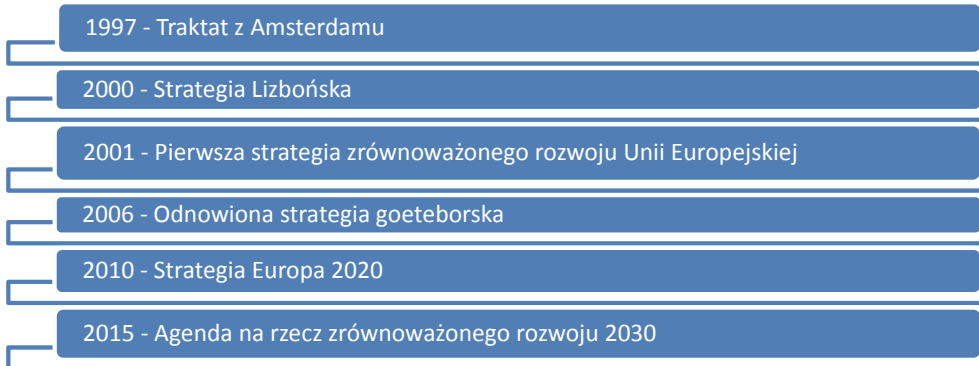 1997 - Traktat z Amsterdamu
2000 - Strategia Lizbońska
2001 - Pierwsza strategia zrównoważonego rozwoju Unii Europejskiej
2006 - Odnowiona strategia goeteborska
2010 - Strategia Europa 2020
2015 - Agenda na rzecz zrównoważonego rozwoju 2030